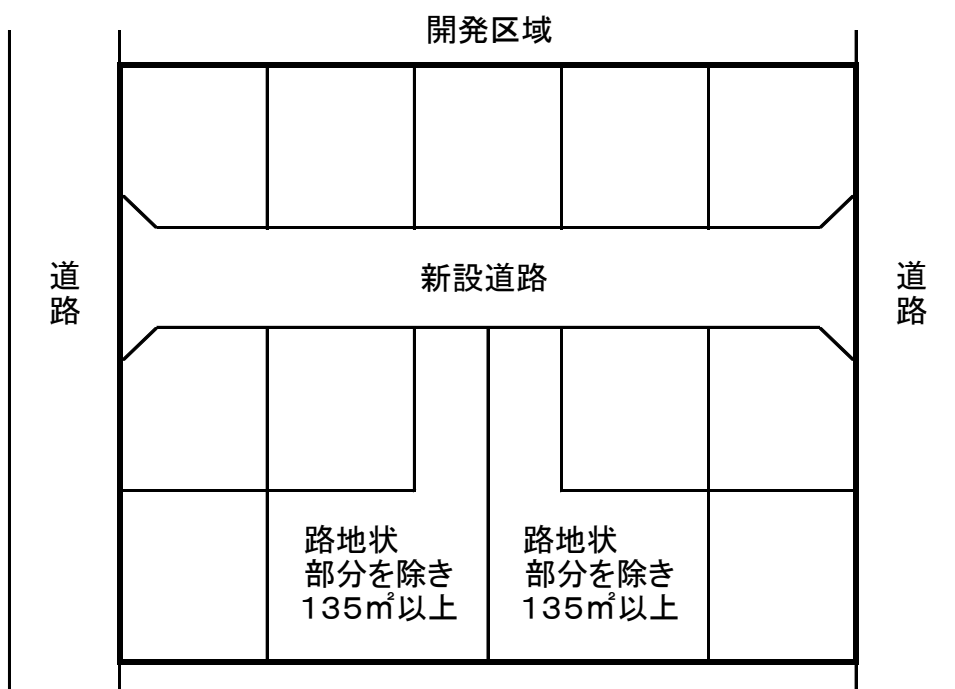 開発区域
道路
新設道路
道路
路地状
部分を除き
135㎡以上
路地状
部分を除き
135㎡以上